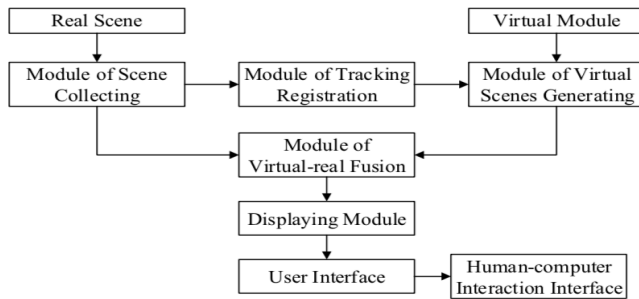 Real Scene
Virtual Module
Module of Scene
Collecting
Module of Tracking
Registration
Module of Virtual
Scenes Generating
Module of
Virtual-real Fusion
Displaying Module
User Interface
Human-computer
Interaction Interface